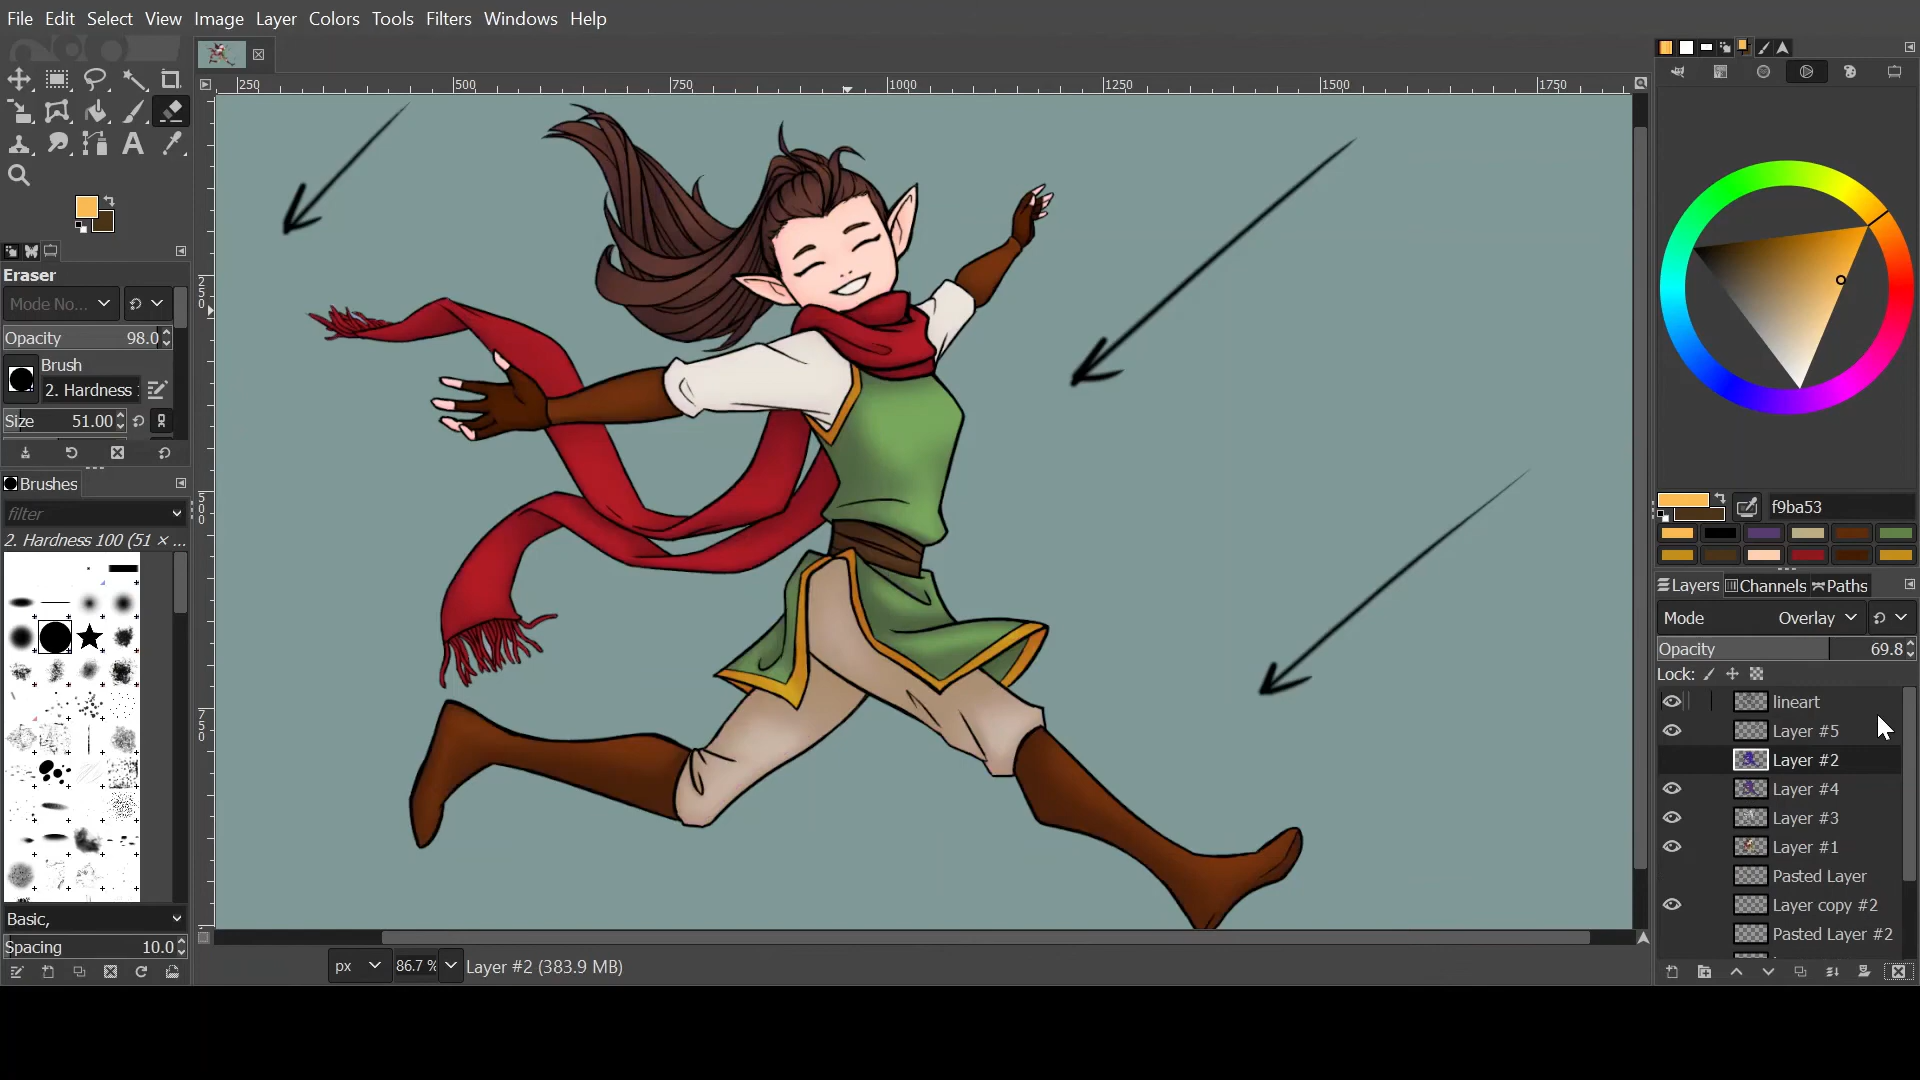 File Edit Select View Image Layer Colors Tools Filters Windows Help
250 500 750 1000 1250 1500 1750
250
500
750
Eraser
Mode No...
Opacity 98.0
Brush
2. Hardness
Size 51.00
Brushes
filter
2. Hardness 100 (51 × ...
Basic,
Spacing 10.0
px 86.7 % Layer #2 (383.9 MB)
f9ba53
Layers Channels Paths
Mode Overlay
Opacity 69.8
Lock:
lineart
Layer #5
Layer #2
Layer #4
Layer #3
Layer #1
Pasted Layer
Layer copy #2
Pasted Layer #2